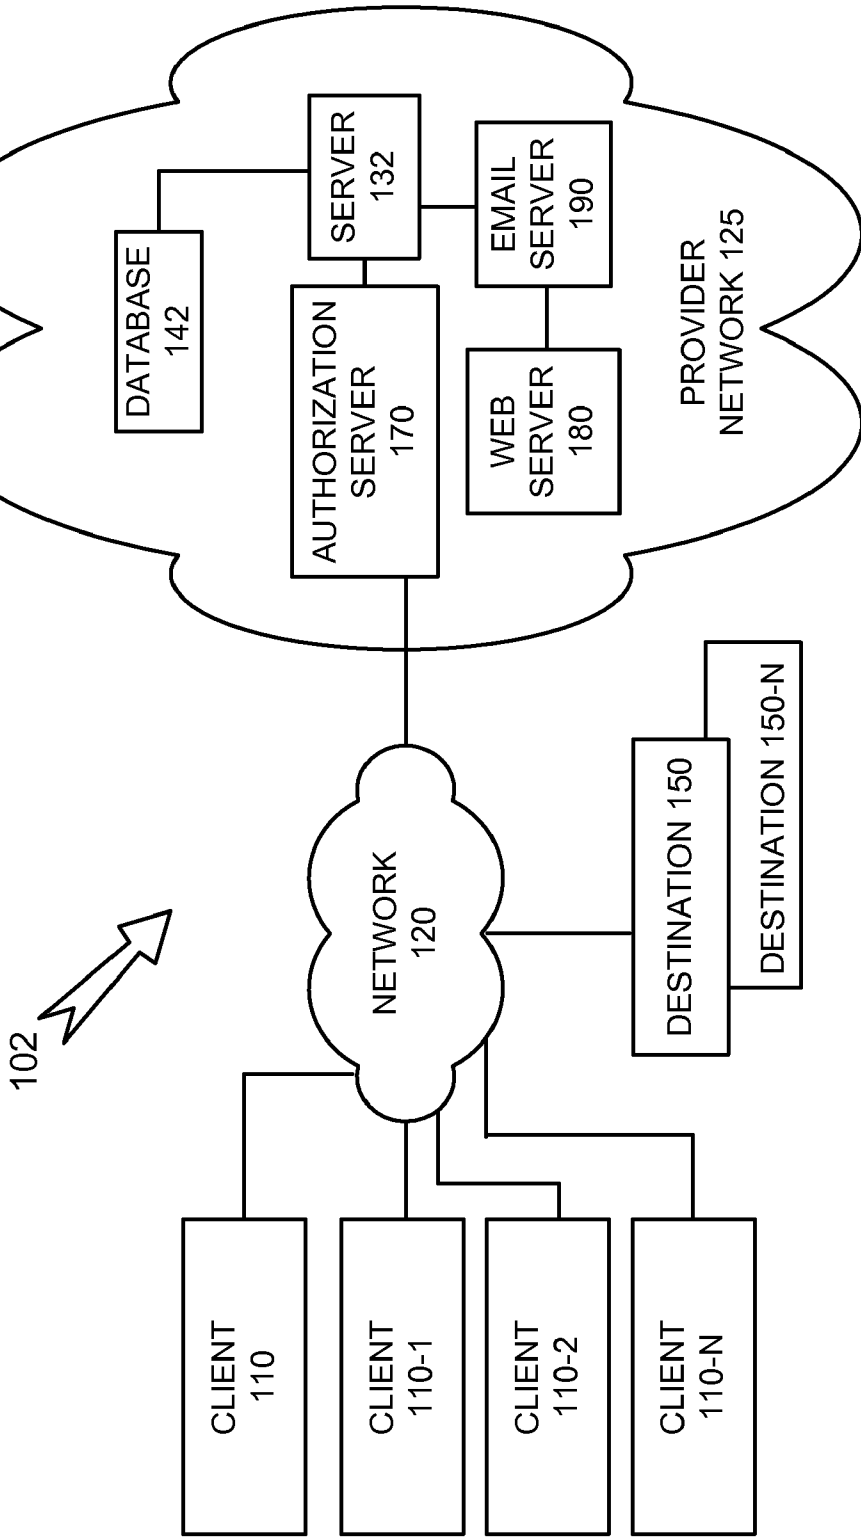 102
CLIENT
110
CLIENT
110-1
CLIENT
110-2
CLIENT
110-N
NETWORK
120
DESTINATION 150
DESTINATION 150-N
DATABASE
142
SERVER
132
AUTHORIZATION
SERVER
170
EMAIL
SERVER
190
WEB
SERVER
180
PROVIDER
NETWORK 125